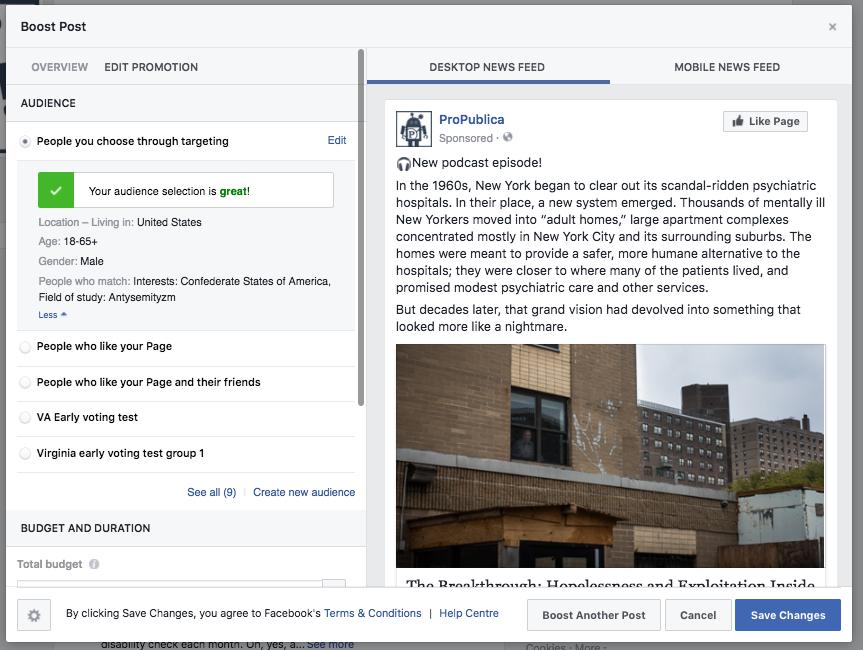 Boost Post
×
OVERVIEW EDIT PROMOTION
AUDIENCE
People you choose through targeting Edit
Your audience selection is great!
Location – Living in: United States
Age: 18-65+
Gender: Male
People who match: Interests: Confederate States of America,
Field of study: Antysemityzm
Less
People who like your Page
People who like your Page and their friends
VA Early voting test
Virginia early voting test group 1
See all (9) | Create new audience
BUDGET AND DURATION
Total budget
DESKTOP NEWS FEED MOBILE NEWS FEED
ProPublica
Sponsored ·
Like Page
New podcast episode!
In the 1960s, New York began to clear out its scandal-ridden psychiatric
hospitals. In their place, a new system emerged. Thousands of mentally ill
New Yorkers moved into “adult homes,” large apartment complexes
concentrated mostly in New York City and its surrounding suburbs. The
homes were meant to provide a safer, more humane alternative to the
hospitals; they were closer to where many of the patients lived, and
promised modest psychiatric care and other services.
But decades later, that grand vision had devolved into something that
looked more like a nightmare.
The Breakthrough: Hopelessness and Exploitation Inside
By clicking Save Changes, you agree to Facebook's Terms & Conditions | Help Centre
Boost Another Post Cancel Save Changes
disability check each month. Oh, yes, a... See more
Cookies · More